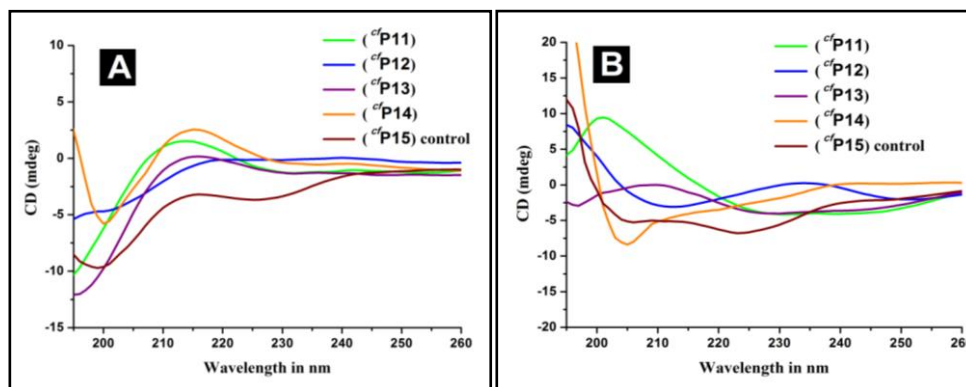 A
(cfP11)
(cfP12)
(cfP13)
(cfP14)
(cfP15) control
CD (mdeg)
10
5
0
-5
-10
-15
200 210 220 230 240 250 260
Wavelength in nm
B
(cfP11)
(cfP12)
(cfP13)
(cfP14)
(cfP15) control
CD (mdeg)
20
15
10
5
0
-5
-10
-15
-20
200 210 220 230 240 250 260
Wavelength in nm